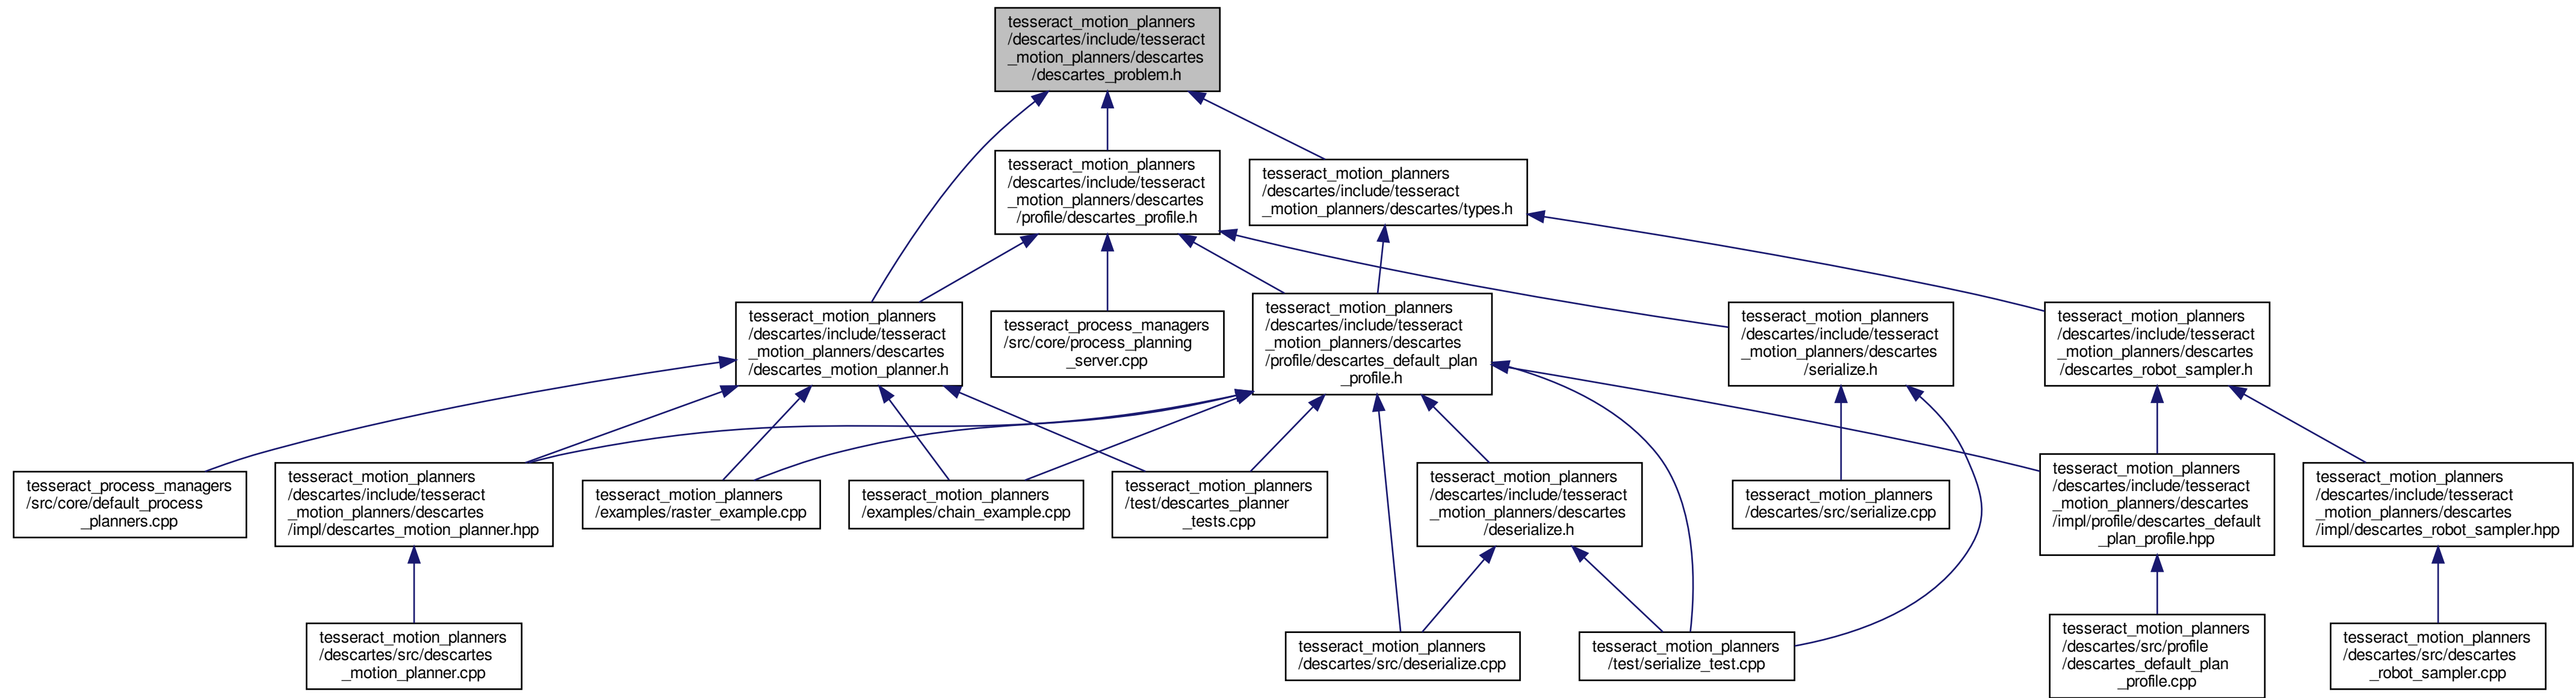 tesseract_motion_planners
/descartes/include/tesseract
_motion_planners/descartes
/descartes_problem.h
tesseract_motion_planners
/descartes/include/tesseract
_motion_planners/descartes
/profile/descartes_profile.h
tesseract_motion_planners
/descartes/include/tesseract
_motion_planners/descartes/types.h
tesseract_motion_planners
/descartes/include/tesseract
_motion_planners/descartes
/descartes_motion_planner.h
tesseract_process_managers
/src/core/process_planning
_server.cpp
tesseract_motion_planners
/descartes/include/tesseract
_motion_planners/descartes
/profile/descartes_default_plan
_profile.h
tesseract_motion_planners
/descartes/include/tesseract
_motion_planners/descartes
/serialize.h
tesseract_motion_planners
/descartes/include/tesseract
_motion_planners/descartes
/descartes_robot_sampler.h
tesseract_process_managers
/src/core/default_process
_planners.cpp
tesseract_motion_planners
/descartes/include/tesseract
_motion_planners/descartes
/impl/descartes_motion_planner.hpp
tesseract_motion_planners
/examples/raster_example.cpp
tesseract_motion_planners
/examples/chain_example.cpp
tesseract_motion_planners
/test/descartes_planner
_tests.cpp
tesseract_motion_planners
/descartes/include/tesseract
_motion_planners/descartes
/deserialize.h
tesseract_motion_planners
/descartes/src/serialize.cpp
tesseract_motion_planners
/descartes/include/tesseract
_motion_planners/descartes
/impl/profile/descartes_default
_plan_profile.hpp
tesseract_motion_planners
/descartes/include/tesseract
_motion_planners/descartes
/impl/descartes_robot_sampler.hpp
tesseract_motion_planners
/descartes/src/descartes
_motion_planner.cpp
tesseract_motion_planners
/descartes/src/deserialize.cpp
tesseract_motion_planners
/test/serialize_test.cpp
tesseract_motion_planners
/descartes/src/profile
/descartes_default_plan
_profile.cpp
tesseract_motion_planners
/descartes/src/descartes
_robot_sampler.cpp